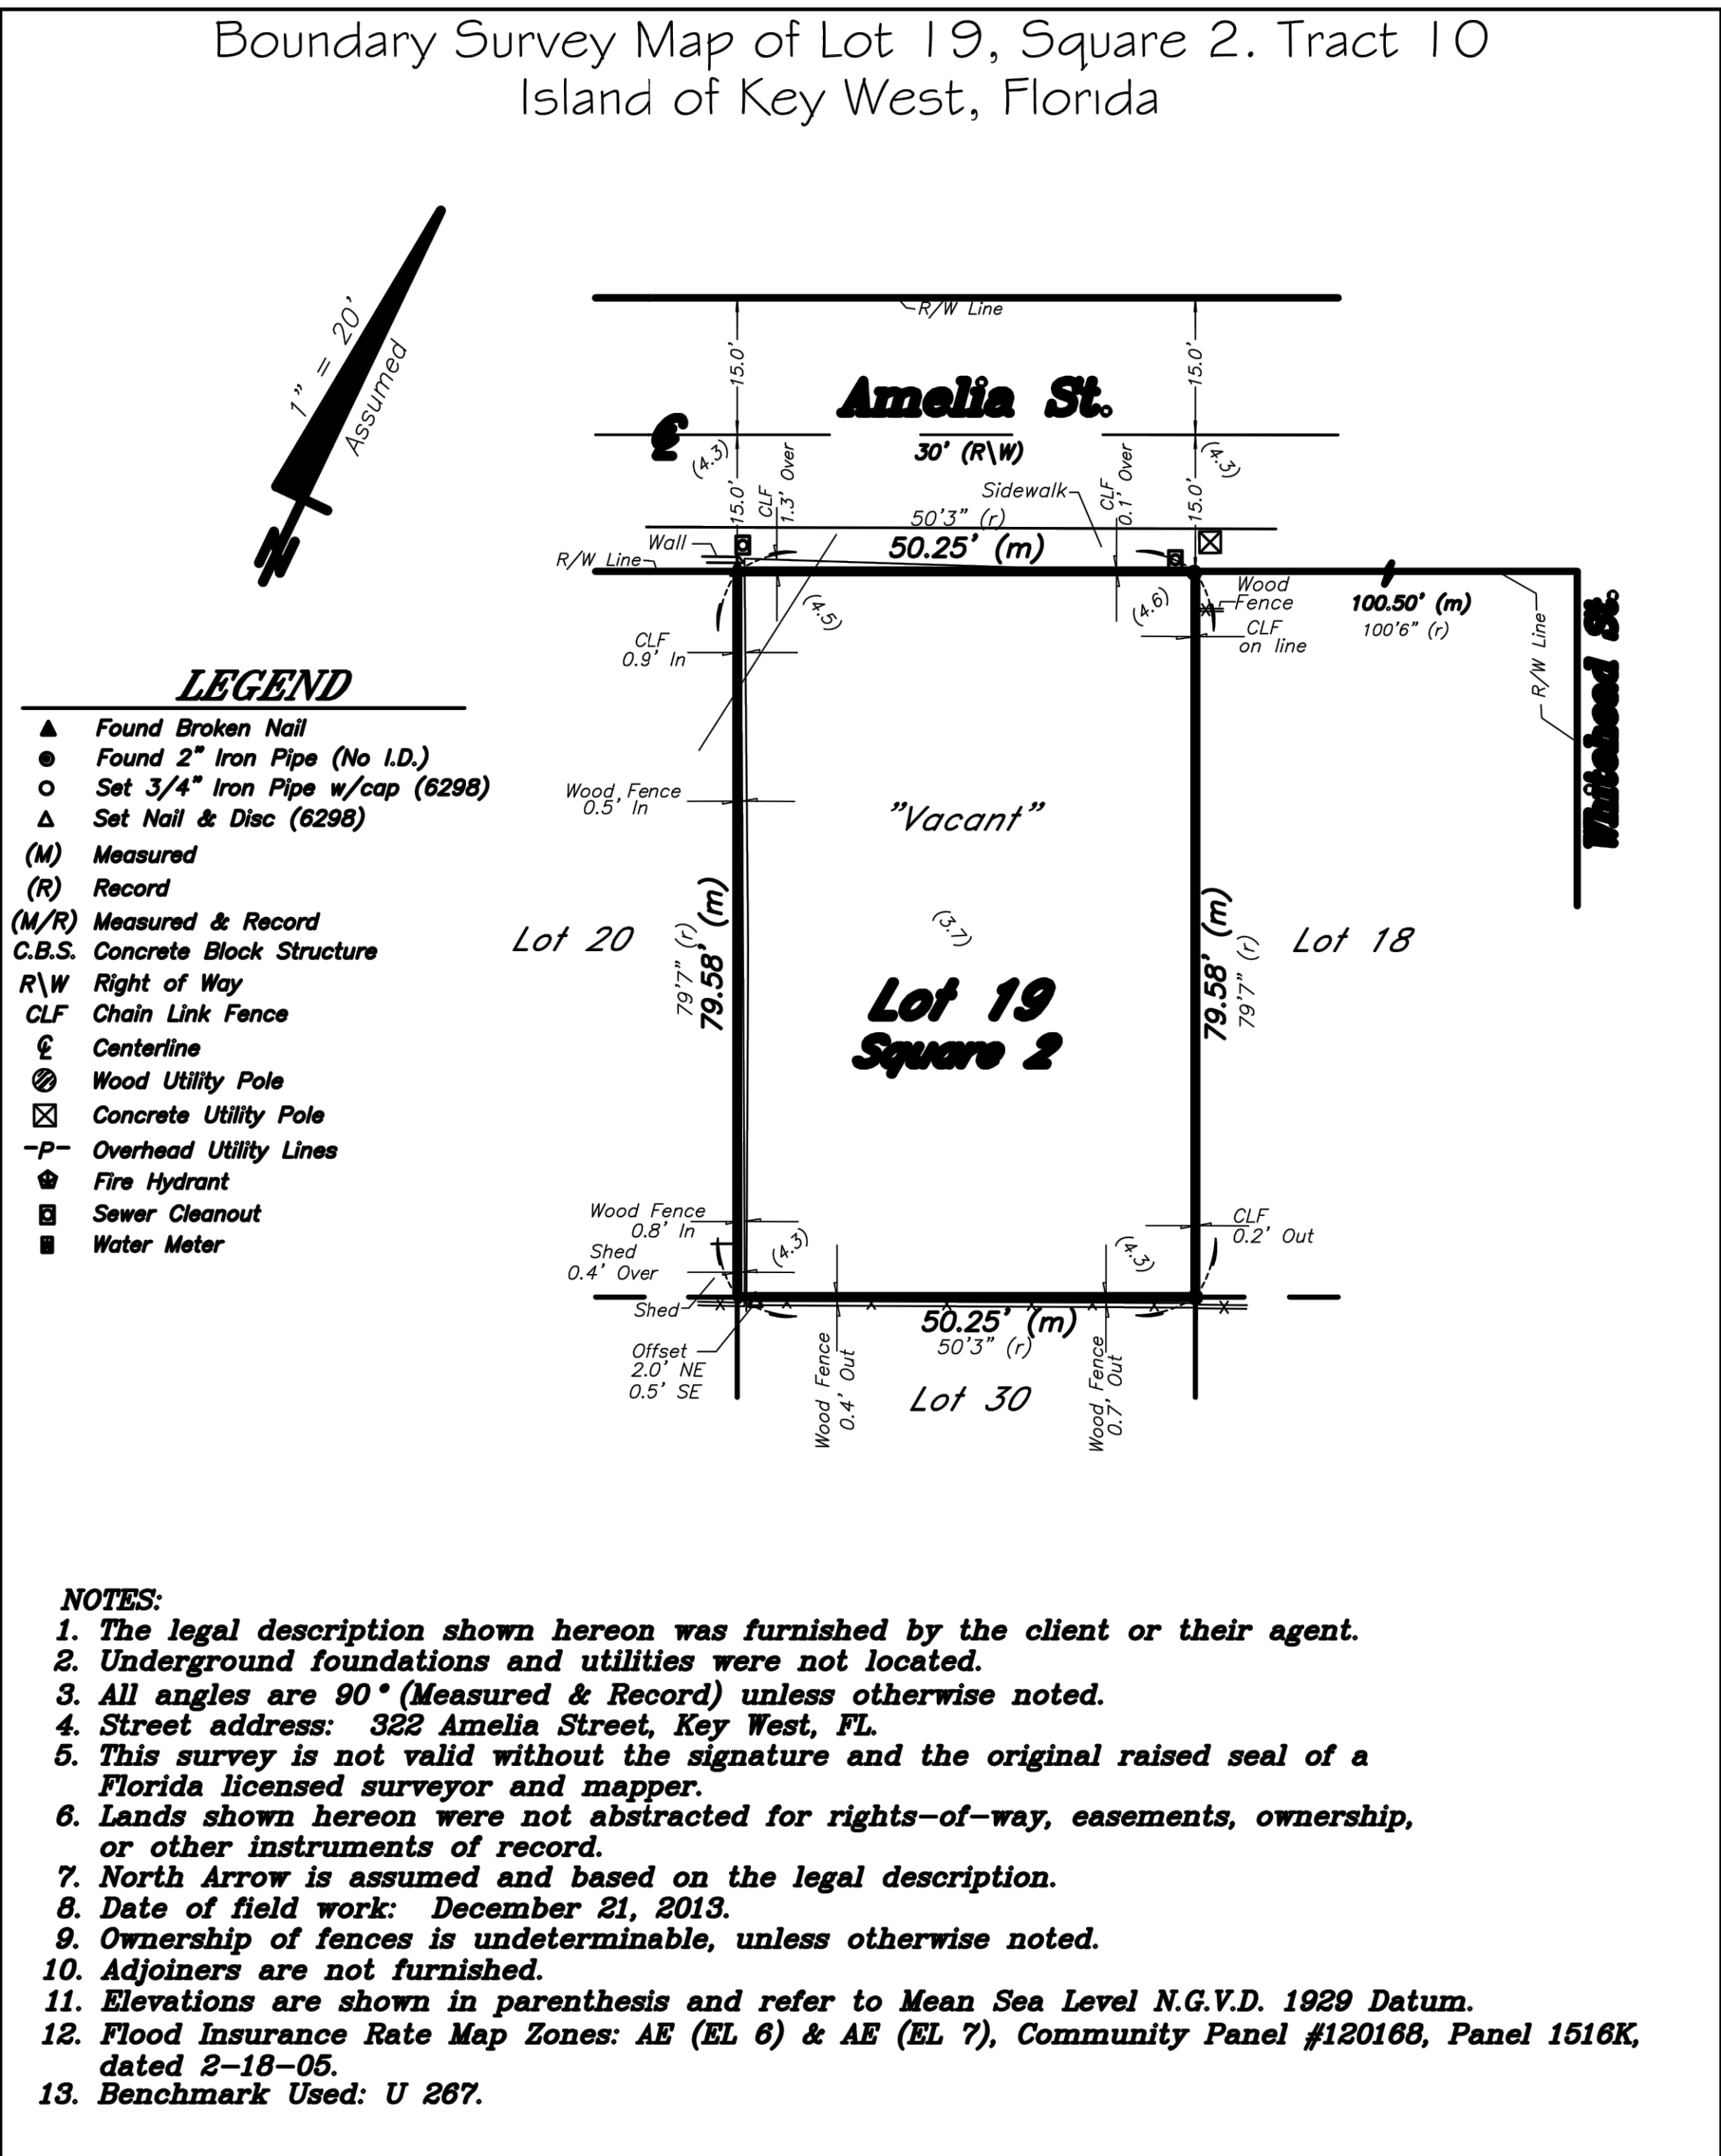 Boundary Survey Map of Lot 19, Square 2. Tract 10
Island of Key West, Florida
1" = 20'
Assumed
N
R/W Line
15.0'
15.0'
Amelia St.
℄
30' (R\W)
(4.3)
(4.3)
15.0'
CLF
1.3' Over
Sidewalk
CLF
0.1' Over
15.0'
50'3" (r)
50.25' (m)
Wall
R/W Line
(4.5)
(4.6)
Wood
Fence
CLF
on line
100.50' (m)
100'6" (r)
R/W Line
Whitehead St.
CLF
0.9' In
Wood Fence
0.5' In
"Vacant"
Lot 20
79'7" (r)
79.58' (m)
(3.7)
79.58' (m)
79'7" (r)
Lot 18
Lot 19
Square 2
Wood Fence
0.8' In
Shed
0.4' Over
(4.3)
(4.3)
CLF
0.2' Out
Shed
Offset
2.0' NE
0.5' SE
Wood Fence
0.4' Out
50.25' (m)
50'3" (r)
Wood Fence
0.7' Out
Lot 30
LEGEND
Found Broken Nail
Found 2" Iron Pipe (No I.D.)
Set 3/4" Iron Pipe w/cap (6298)
Set Nail & Disc (6298)
(M) Measured
(R) Record
(M/R) Measured & Record
C.B.S. Concrete Block Structure
R\W Right of Way
CLF Chain Link Fence
℄ Centerline
Wood Utility Pole
Concrete Utility Pole
-P- Overhead Utility Lines
Fire Hydrant
Sewer Cleanout
Water Meter
NOTES:
1. The legal description shown hereon was furnished by the client or their agent.
2. Underground foundations and utilities were not located.
3. All angles are 90° (Measured & Record) unless otherwise noted.
4. Street address: 322 Amelia Street, Key West, FL.
5. This survey is not valid without the signature and the original raised seal of a
Florida licensed surveyor and mapper.
6. Lands shown hereon were not abstracted for rights-of-way, easements, ownership,
or other instruments of record.
7. North Arrow is assumed and based on the legal description.
8. Date of field work: December 21, 2013.
9. Ownership of fences is undeterminable, unless otherwise noted.
10. Adjoiners are not furnished.
11. Elevations are shown in parenthesis and refer to Mean Sea Level N.G.V.D. 1929 Datum.
12. Flood Insurance Rate Map Zones: AE (EL 6) & AE (EL 7), Community Panel #120168, Panel 1516K,
dated 2-18-05.
13. Benchmark Used: U 267.